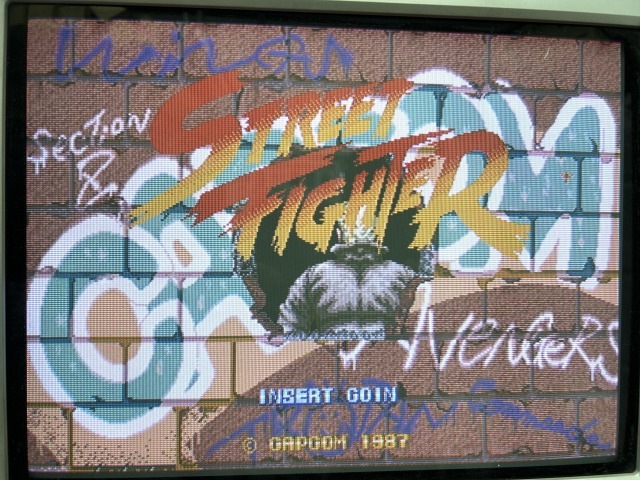 SECTION
8
STREET
FIGHTER
AVENGERS
INSERT COIN
© CAPCOM 1987